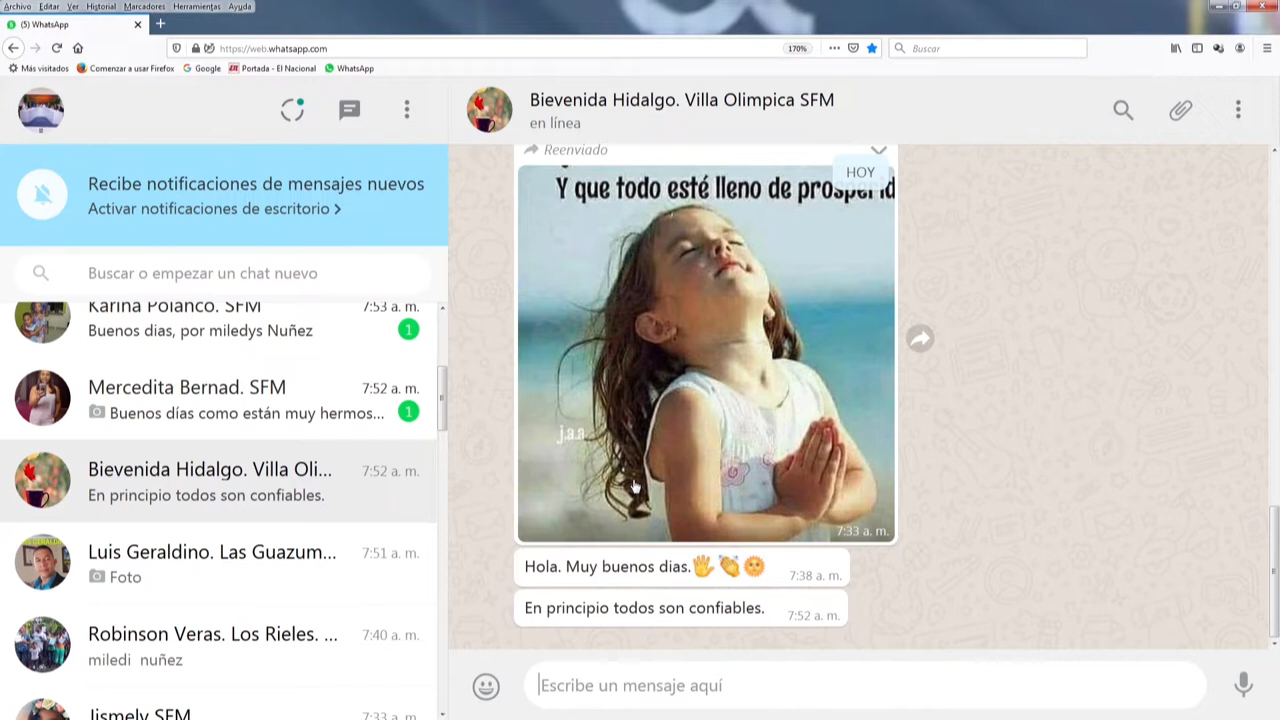 Archivo Editar Ver Historial Marcadores Herramientas Ayuda
(5) WhatsApp
https://web.whatsapp.com
170%
Buscar
Más visitados
Comenzar a usar Firefox
Google
Portada - El Nacional
WhatsApp
Recibe notificaciones de mensajes nuevos
Activar notificaciones de escritorio
Buscar o empezar un chat nuevo
Karina Polanco. SFM
7:53 a. m.
Buenos dias, por miledys Nuñez
1
Mercedita Bernad. SFM
7:52 a. m.
Buenos días como están muy hermos...
1
Bievenida Hidalgo. Villa Oli...
7:52 a. m.
En principio todos son confiables.
Luis Geraldino. Las Guazum...
7:51 a. m.
Foto
Robinson Veras. Los Rieles. ...
7:40 a. m.
miledi nuñez
Jismely SFM
7:33 a. m.
Bievenida Hidalgo. Villa Olimpica SFM
en línea
Reenviado
HOY
Y que todo esté lleno de prosperid
j.a.a
7:33 a. m.
Hola. Muy buenos dias.🖐👏🌞
7:38 a. m.
En principio todos son confiables.
7:52 a. m.
Escribe un mensaje aquí